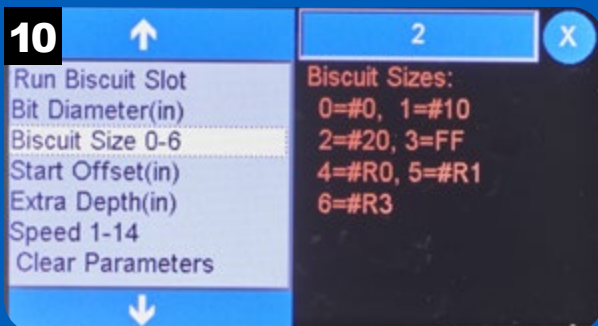 10
2
X
Run Biscuit Slot
Bit Diameter(in)
Biscuit Size 0-6
Start Offset(in)
Extra Depth(in)
Speed 1-14
Clear Parameters
Biscuit Sizes:
0=#0, 1=#10
2=#20, 3=FF
4=#R0, 5=#R1
6=#R3